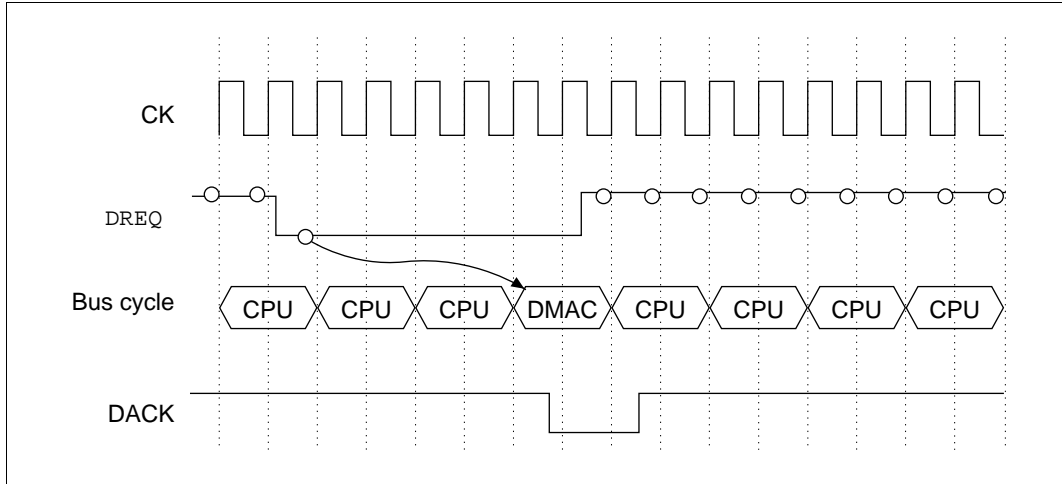 CK
DREQ
Bus cycle CPU CPU CPU DMAC CPU CPU CPU CPU
DACK